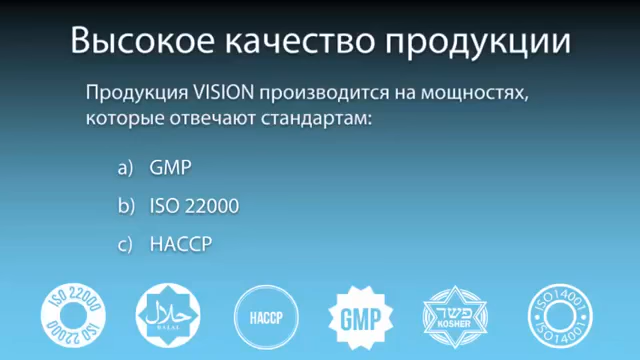 Высокое качество продукции
Продукция VISION производится на мощностях,
которые отвечают стандартам:
a) GMP
b) ISO 22000
c) HACCP
ISO 22000 ISO 22000
حلال
HALAL
HACCP
GMP
כשר
KOSHER
ISO14001 ISO14001